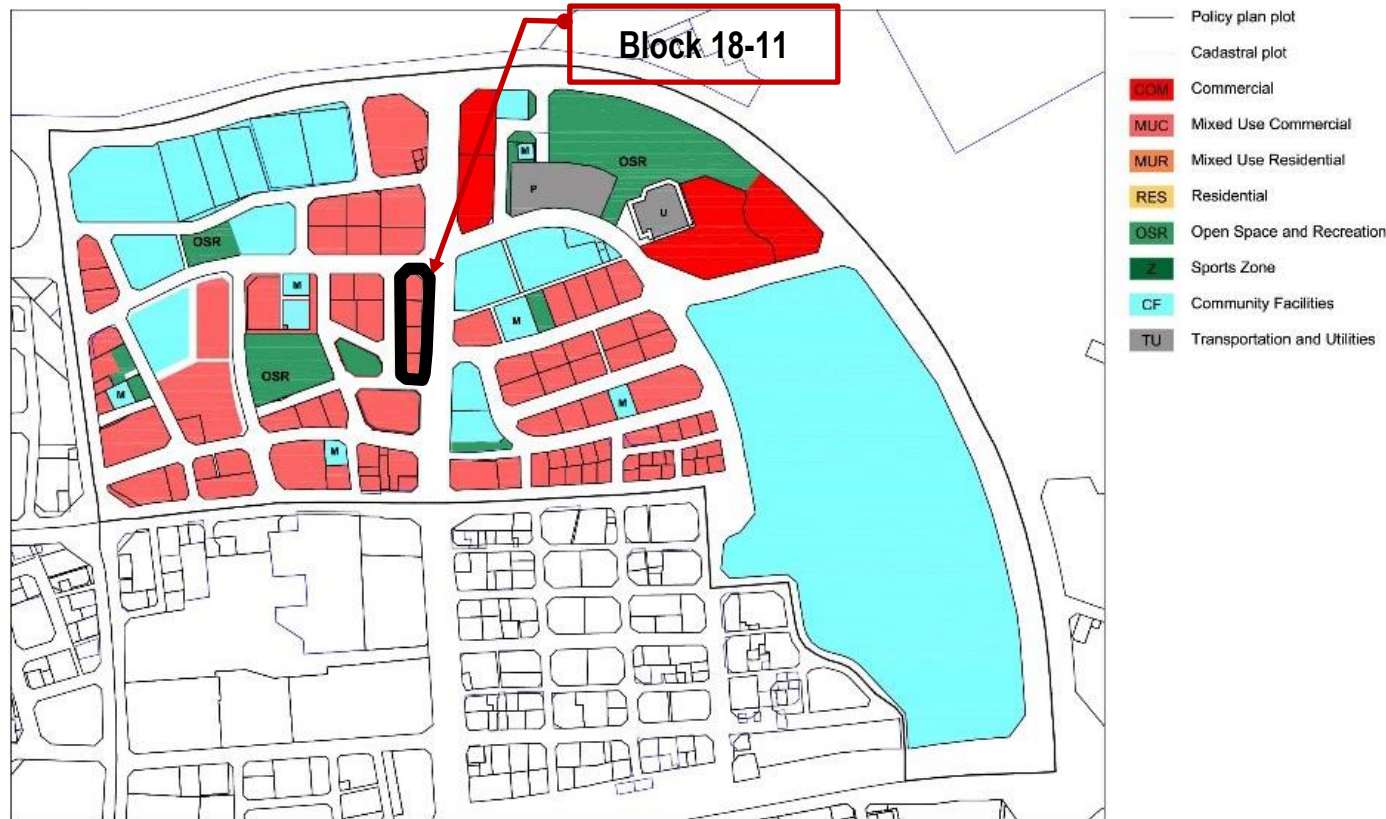 Block 18-11
Policy plan plot
Cadastral plot
COM Commercial
MUC Mixed Use Commercial
MUR Mixed Use Residential
RES Residential
OSR Open Space and Recreation
Z Sports Zone
CF Community Facilities
TU Transportation and Utilities
M
OSR
P
U
OSR
M
M
OSR
M
M
M